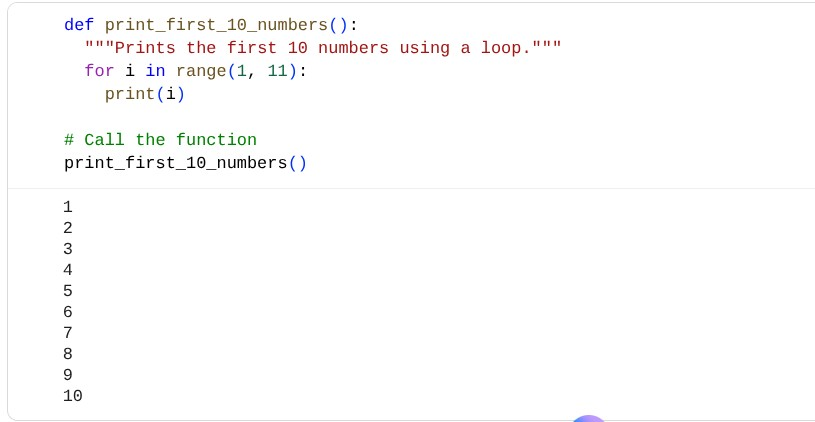 def print_first_10_numbers():
  """Prints the first 10 numbers using a loop."""
  for i in range(1, 11):
    print(i)

# Call the function
print_first_10_numbers()
1
2
3
4
5
6
7
8
9
10